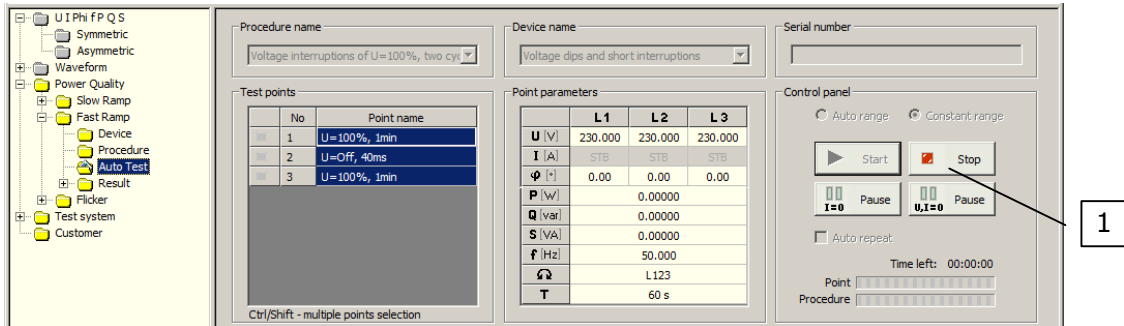 U I Phi f P Q S
Symmetric
Asymmetric
Waveform
Power Quality
Slow Ramp
Fast Ramp
Device
Procedure
Auto Test
Result
Flicker
Test system
Customer
Procedure name
Voltage interruptions of U=100%, two cyc
Device name
Voltage dips and short interruptions
Serial number
Test points
No Point name
1 U=100%, 1min
2 U=Off, 40ms
3 U=100%, 1min
Ctrl/Shift - multiple points selection
Point parameters
L1 L2 L3
U [V] 230.000 230.000 230.000
I [A] STB STB STB
φ [°] 0.00 0.00 0.00
P [W] 0.00000
Q [var] 0.00000
S [VA] 0.00000
f [Hz] 50.000
L123
T 60 s
Control panel
Auto range Constant range
Start Stop
I=0 Pause U,I=0 Pause
Auto repeat
Time left: 00:00:00
Point
Procedure
1